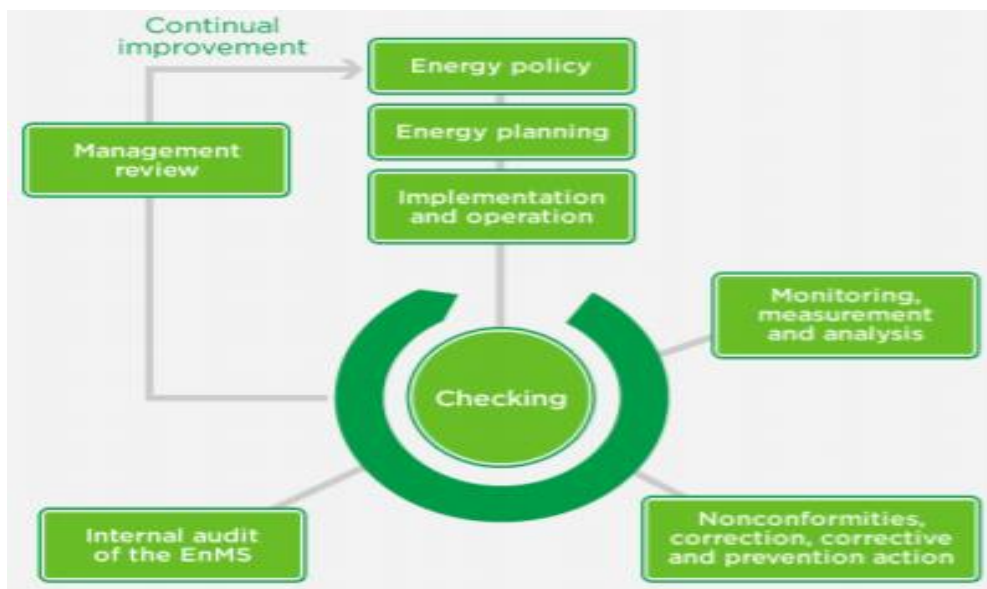 Continual
improvement
Energy policy
Energy planning
Management
review
Implementation
and operation
Monitoring,
measurement
and analysis
Checking
Internal audit
of the EnMS
Nonconformities,
correction, corrective
and prevention action